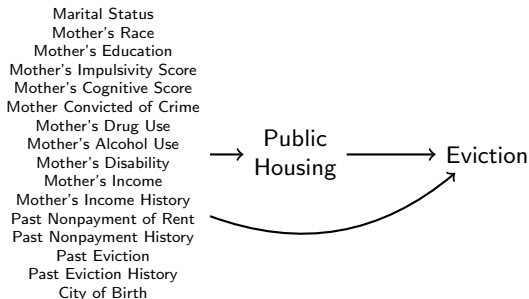 Marital Status
Mother's Race
Mother's Education
Mother's Impulsivity Score
Mother's Cognitive Score
Mother Convicted of Crime
Mother's Drug Use
Mother's Alcohol Use
Mother's Disability
Mother's Income
Mother's Income History
Past Nonpayment of Rent
Past Nonpayment History
Past Eviction
Past Eviction History
City of Birth
Public
Housing
Eviction